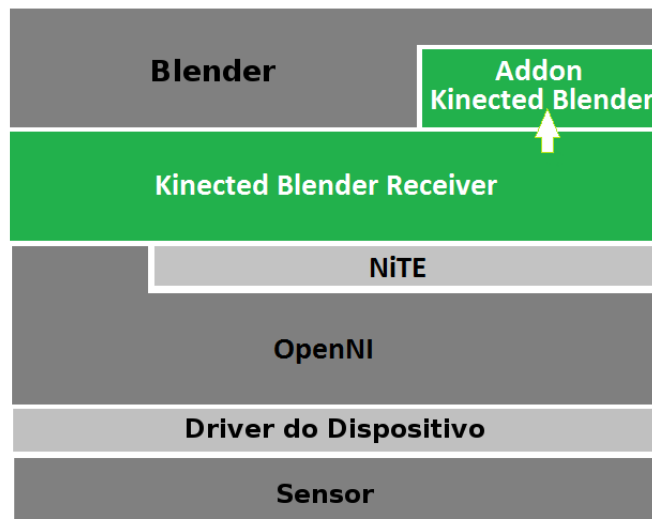 Blender
Addon
Kinected Blender
Kinected Blender Receiver
NiTE
OpenNI
Driver do Dispositivo
Sensor